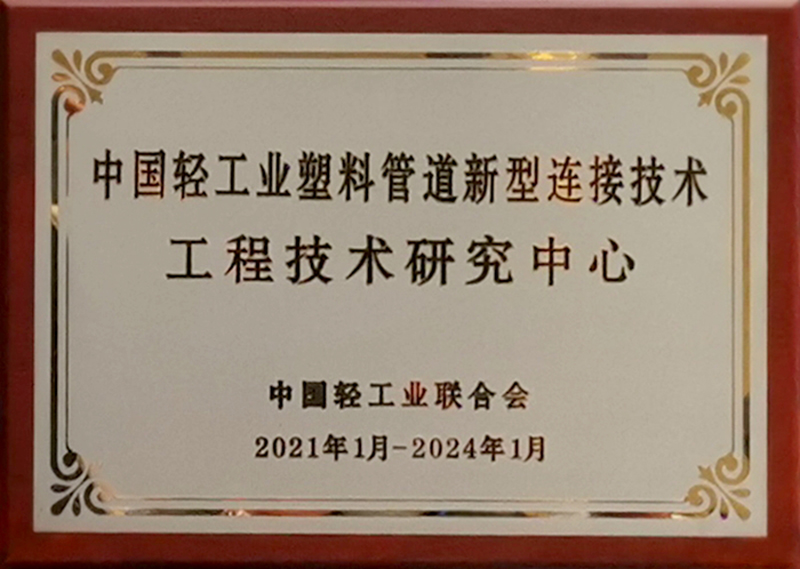 中国轻工业塑料管道新型连接技术
工程技术研究中心
中国轻工业联合会
2021年1月-2024年1月